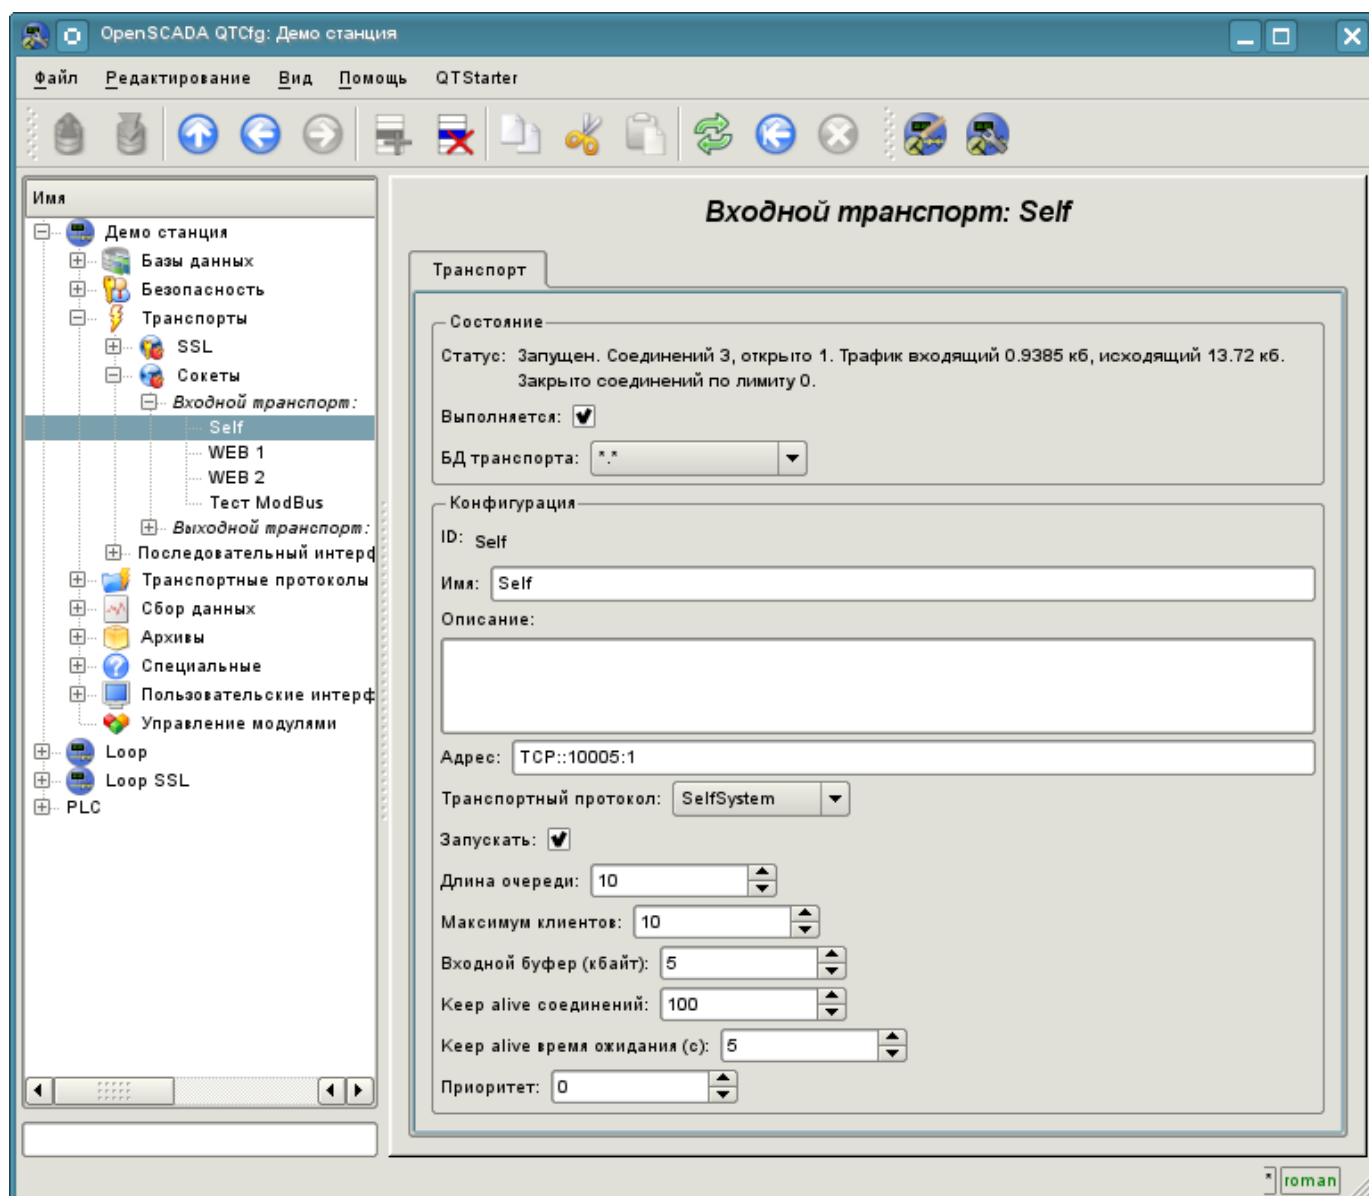 OpenSCADA QTCfg: Демо станция
Файл Редактирование Вид Помощь QTStarter
Имя
Демо станция
Базы данных
Безопасность
Транспорты
SSL
Сокеты
Входной транспорт:
Self
WEB 1
WEB 2
Тест ModBus
Выходной транспорт:
Последовательный интерф
Транспортные протоколы
Сбор данных
Архивы
Специальные
Пользовательские интерф
Управление модулями
Loop
Loop SSL
PLC
Входной транспорт: Self
Транспорт
Состояние
Статус: Запущен. Соединений 3, открыто 1. Трафик входящий 0.9385 кб, исходящий 13.72 кб.
Закрыто соединений по лимиту 0.
Выполняется:
БД транспорта: *.*
Конфигурация
ID: Self
Имя: Self
Описание:
Адрес: TCP::10005:1
Транспортный протокол: SelfSystem
Запускать:
Длина очереди: 10
Максимум клиентов: 10
Входной буфер (кбайт): 5
Keep alive соединений: 100
Keep alive время ожидания (с): 5
Приоритет: 0
* roman